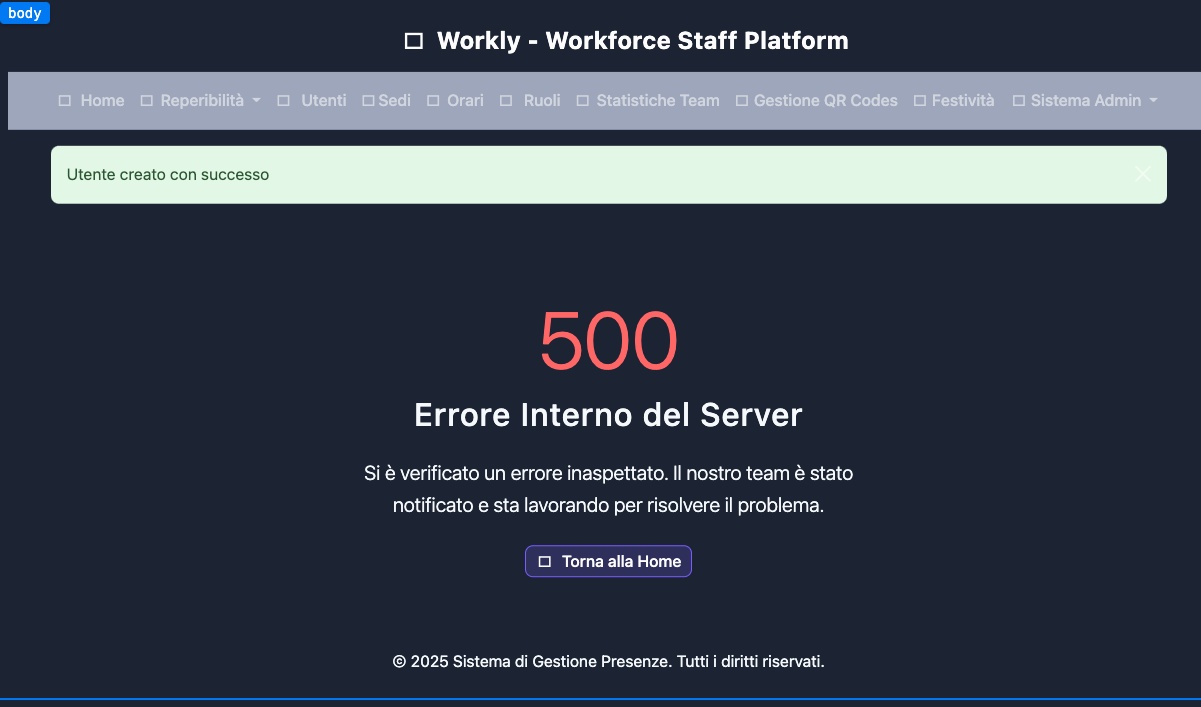 body
Workly - Workforce Staff Platform
Home Reperibilità Utenti Sedi Orari Ruoli Statistiche Team Gestione QR Codes Festività Sistema Admin
Utente creato con successo
500
Errore Interno del Server
Si è verificato un errore inaspettato. Il nostro team è stato
notificato e sta lavorando per risolvere il problema.
Torna alla Home
© 2025 Sistema di Gestione Presenze. Tutti i diritti riservati.